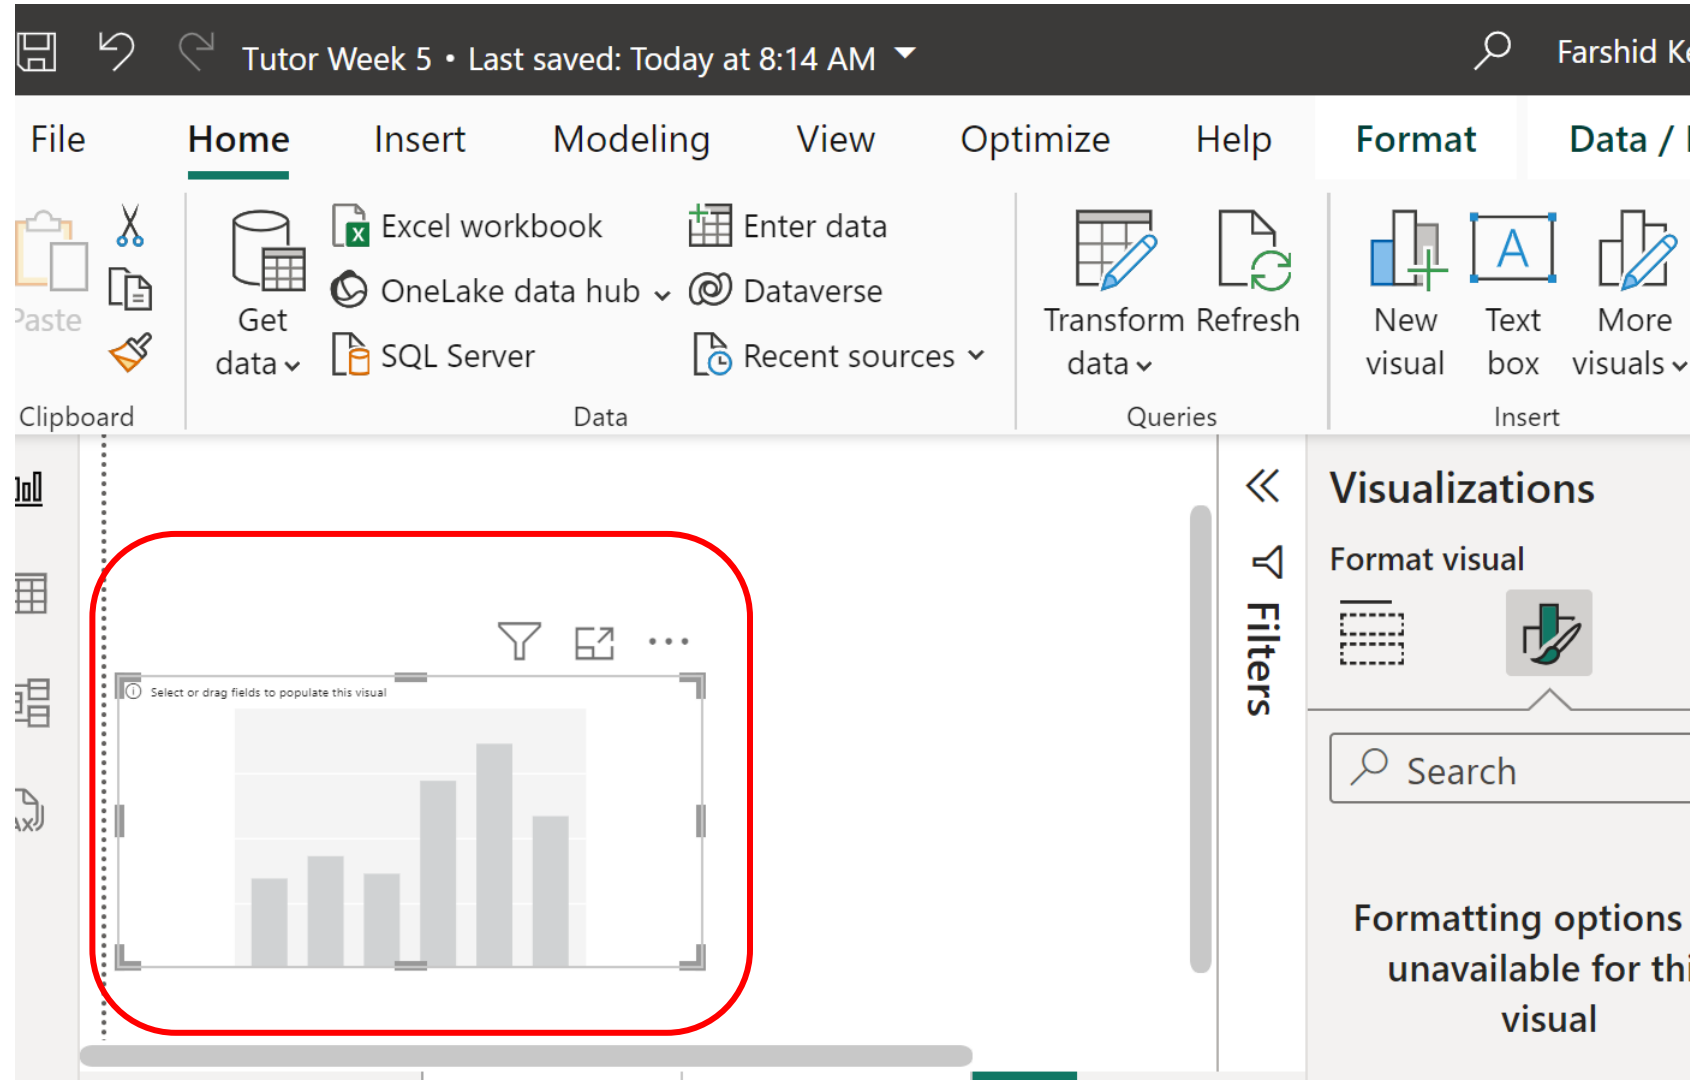 Tutor Week 5 • Last saved: Today at 8:14 AM
Farshid Ke
File Home Insert Modeling View Optimize Help Format Data /
Paste
Clipboard
Get data
Excel workbook
OneLake data hub
SQL Server
Enter data
Dataverse
Recent sources
Data
Transform data
Refresh
Queries
New visual
Text box
More visuals
Insert
A
Select or drag fields to populate this visual
Filters
Visualizations
Format visual
Search
Formatting options
unavailable for thi
visual